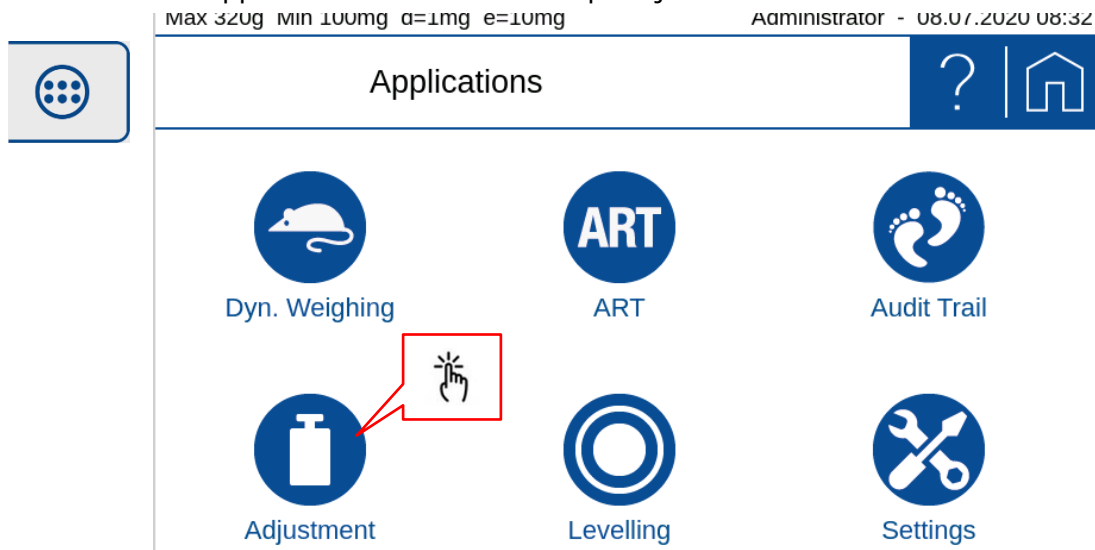 Max 320g Min 100mg d=1mg e=10mg Administrator - 08.07.2020 08:32
Applications ?
ART
Dyn. Weighing ART Audit Trail
Adjustment Levelling Settings